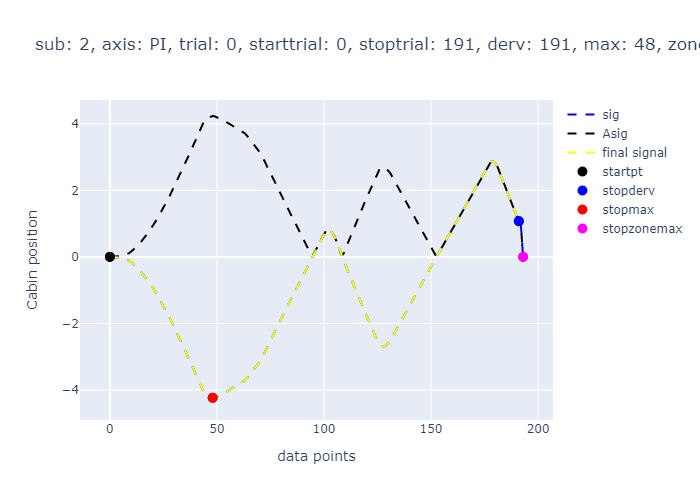 sub: 2, axis: PI, trial: 0, starttrial: 0, stoptrial: 191, derv: 191, max: 48, zone
sig
Asig
final signal
startpt
stopderv
stopmax
stopzonemax
Cabin position
4
2
0
−2
−4
0
50
100
150
200
data points